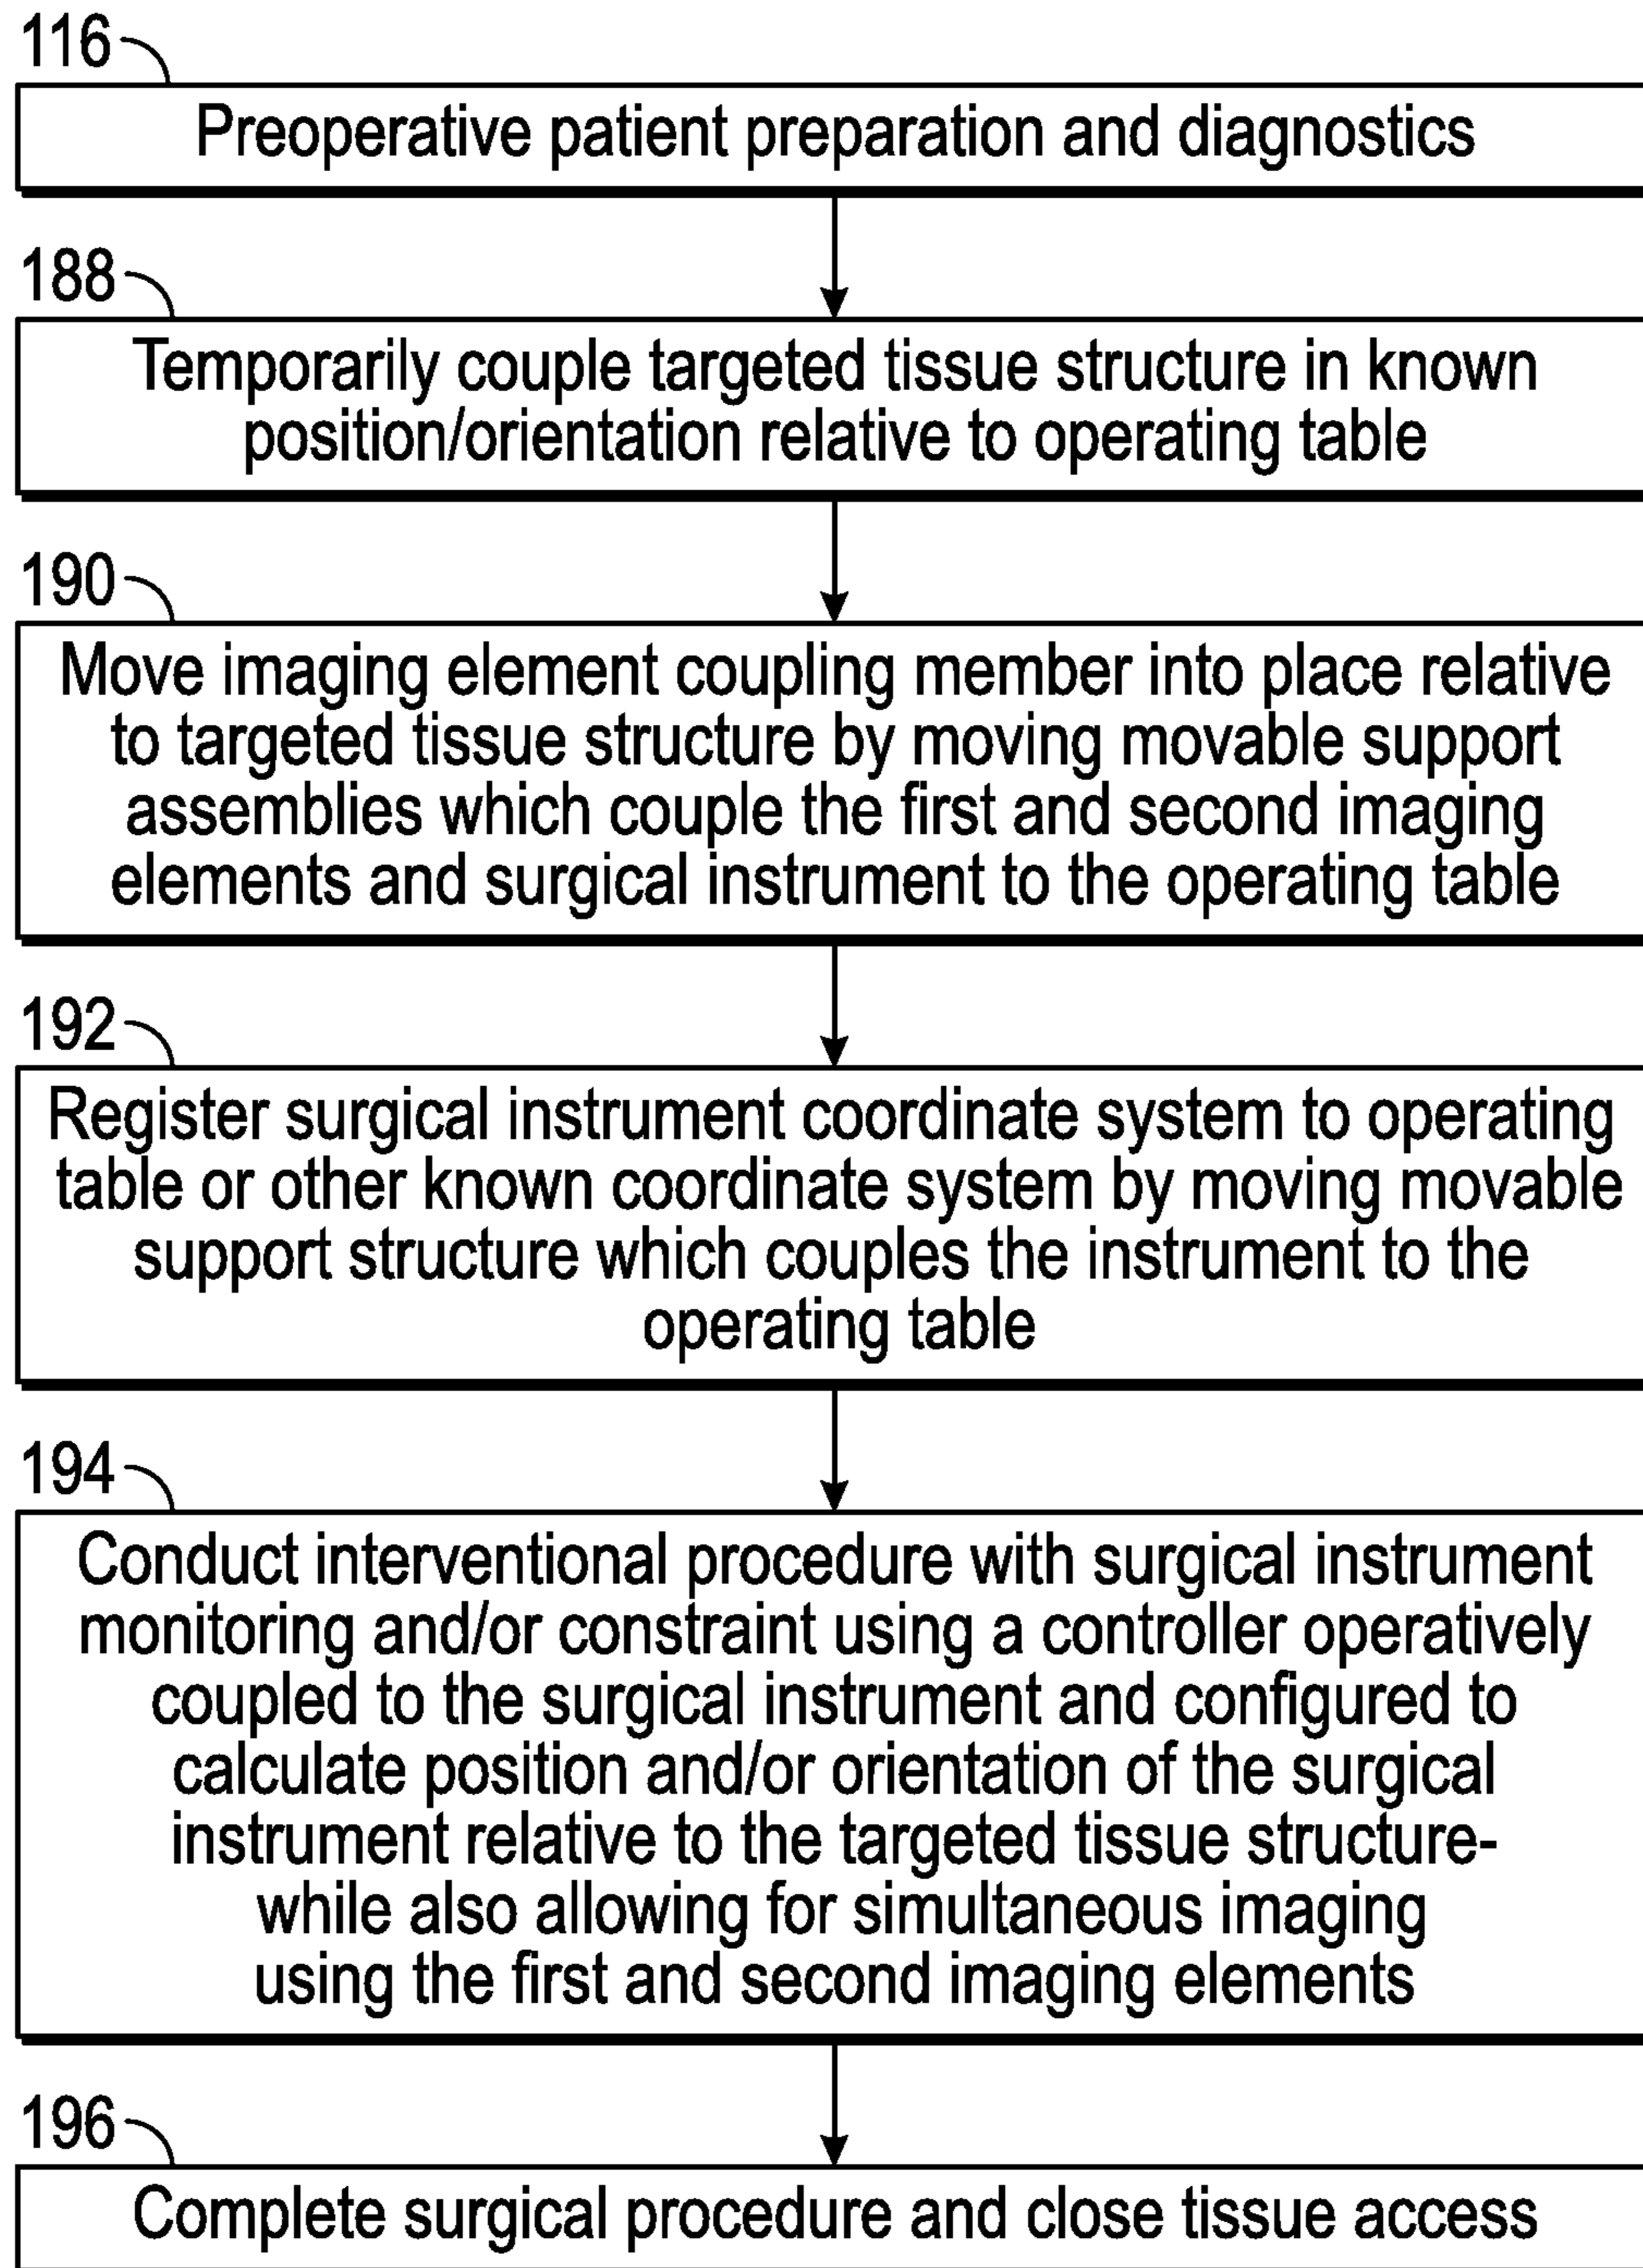 116
Preoperative patient preparation and diagnostics
188
Temporarily couple targeted tissue structure in known
position/orientation relative to operating table
190
Move imaging element coupling member into place relative
to targeted tissue structure by moving movable support
assemblies which couple the first and second imaging
elements and surgical instrument to the operating table
192
Register surgical instrument coordinate system to operating
table or other known coordinate system by moving movable
support structure which couples the instrument to the
operating table
194
Conduct interventional procedure with surgical instrument
monitoring and/or constraint using a controller operatively
coupled to the surgical instrument and configured to
calculate position and/or orientation of the surgical
instrument relative to the targeted tissue structure-
while also allowing for simultaneous imaging
using the first and second imaging elements
196
Complete surgical procedure and close tissue access